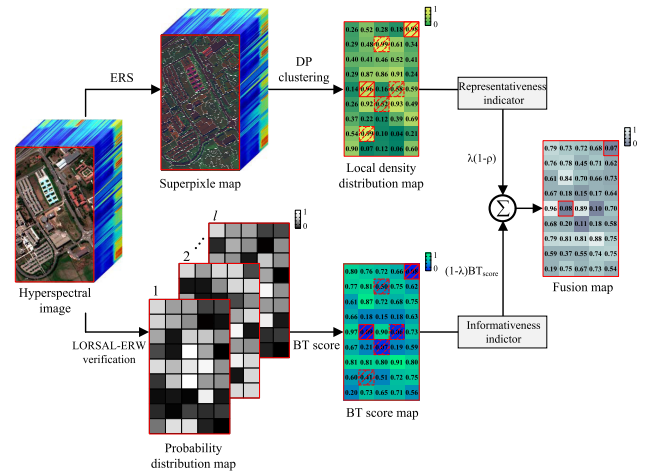 1
0
0.26 0.52 0.28 0.18 0.98
0.29 0.48 0.99 0.61 0.34
0.40 0.41 0.46 0.52 0.41
0.29 0.87 0.86 0.91 0.24
0.14 0.96 0.16 0.59
0.26 0.92 0.93 0.49
0.37 0.22 0.12 0.39 0.69
0.54 0.99 0.10 0.04 0.21
0.90 0.07 0.12 0.06 0.60
ERS
DP
clustering
Superpixle map
Local density
distribution map
Representativeness
indicator
λ(1-ρ)
Σ
(1-λ)BTscore
Informativeness
indictor
1
0
0.79 0.73 0.72 0.68 0.07
0.76 0.78 0.45 0.71 0.62
0.61 0.84 0.70 0.66 0.73
0.67 0.18 0.15 0.17 0.64
0.96 0.08 0.89 0.10 0.70
0.68 0.20 0.11 0.18 0.58
0.79 0.81 0.81 0.88 0.75
0.59 0.37 0.55 0.74 0.75
0.19 0.75 0.67 0.73 0.54
Fusion map
Hyperspectral
image
LORSAL-ERW
verification
1
2
l
1
0
Probability
distribution map
BT score
1
0
0.80 0.76 0.72 0.66
0.77 0.81 0.50 0.75 0.62
0.61 0.87 0.72 0.68 0.75
0.66 0.18 0.15 0.18 0.63
0.97 0.90 0.73
0.67 0.21 0.19 0.59
0.81 0.81 0.80 0.91 0.80
0.60 0.41 0.51 0.72 0.75
0.20 0.73 0.65 0.71 0.56
BT score map